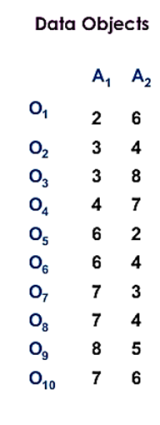 Data Objects
A₁ A₂
O₁ 2 6
O₂ 3 4
O₃ 3 8
O₄ 4 7
O₅ 6 2
O₆ 6 4
O₇ 7 3
O₈ 7 4
O₉ 8 5
O₁₀ 7 6